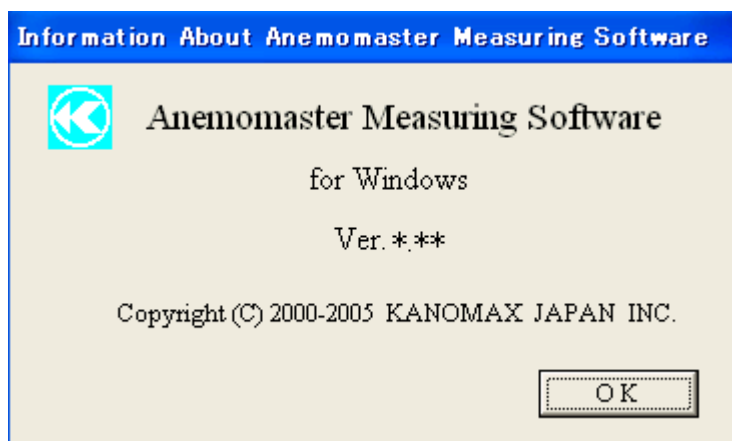 Information About Anemomaster Measuring Software
Anemomaster Measuring Software
for Windows
Ver.*.**
Copyright (C) 2000-2005 KANOMAX JAPAN INC.
OK